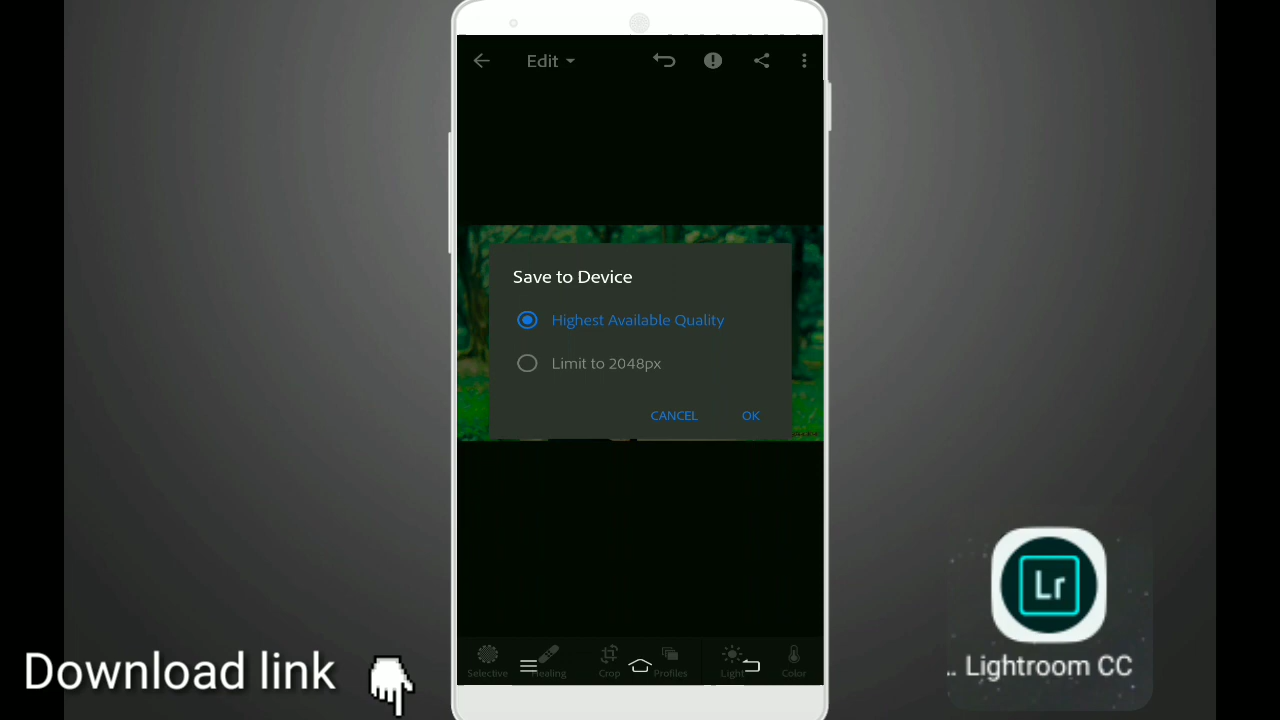 Edit
Save to Device
Highest Available Quality
Limit to 2048px
CANCEL OK
Selective Healing Crop Profiles Light Color
Download link
Lr
.. Lightroom CC